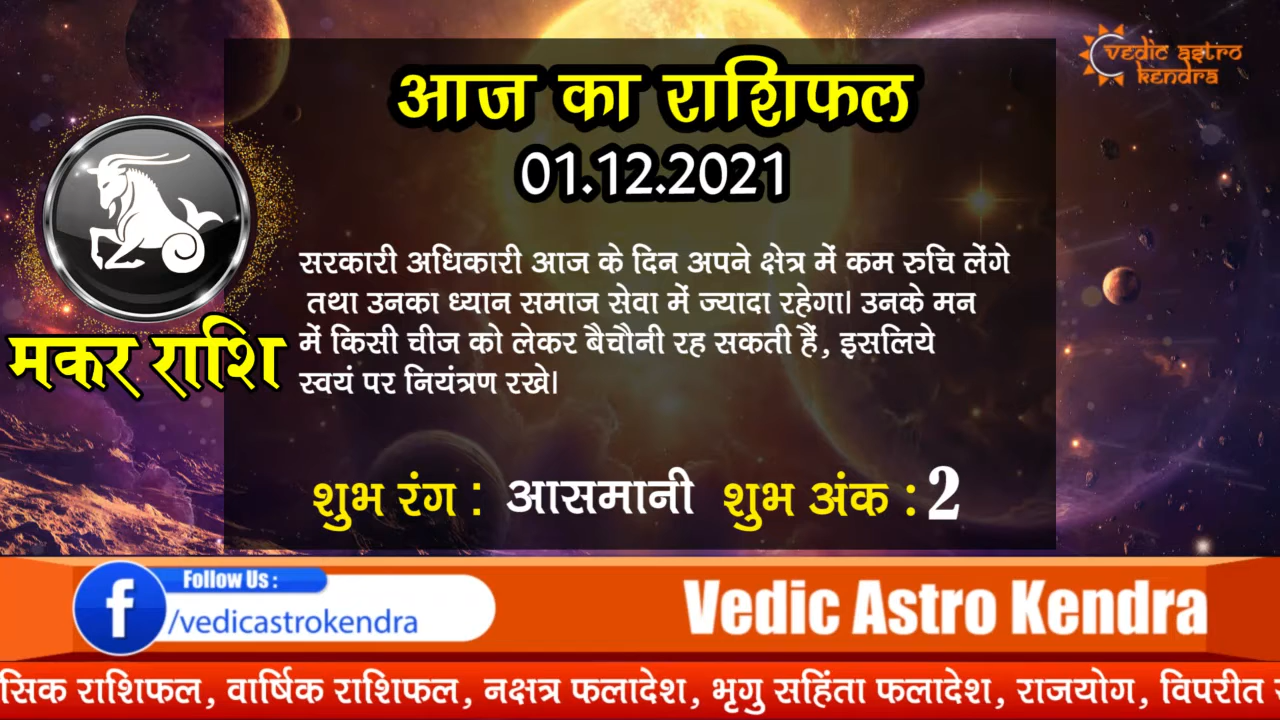 vedic astro
kendra
आज का राशिफल
01.12.2021
मकर राशि
सरकारी अधिकारी आज के दिन अपने क्षेत्र में कम रुचि लेंगे
तथा उनका ध्यान समाज सेवा में ज्यादा रहेगा। उनके मन
में किसी चीज को लेकर बैचौनी रह सकती हैं, इसलिये
स्वयं पर नियंत्रण रखे।
शुभ रंग : आसमानी शुभ अंक : 2
Follow Us :
/vedicastrokendra
Vedic Astro Kendra
सिक राशिफल, वार्षिक राशिफल, नक्षत्र फलादेश, भृगु सहिंता फलादेश, राजयोग, विपरीत